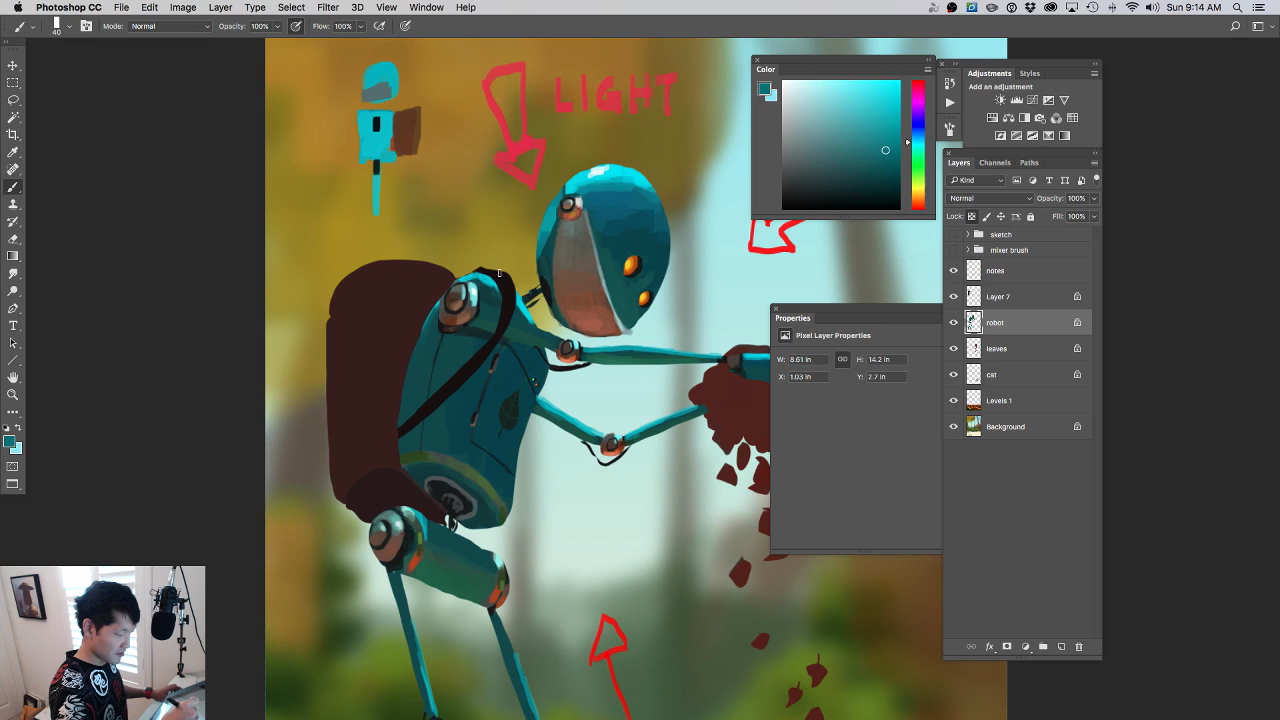 Photoshop CC File Edit Image Layer Type Select Filter 3D View Window Help Sun 9:14 AM
40 Mode: Normal Opacity: 100% Flow: 100%
LIGHT
Color
Adjustments Styles
Add an adjustment
Layers Channels Paths
Kind
Normal Opacity: 100%
Lock: Fill: 100%
sketch
mixer brush
notes
Layer 7
robot
leaves
cat
Levels 1
Background
Properties
Pixel Layer Properties
W: 8.61 in H: 14.2 in
X: 1.03 in Y: 2.7 in